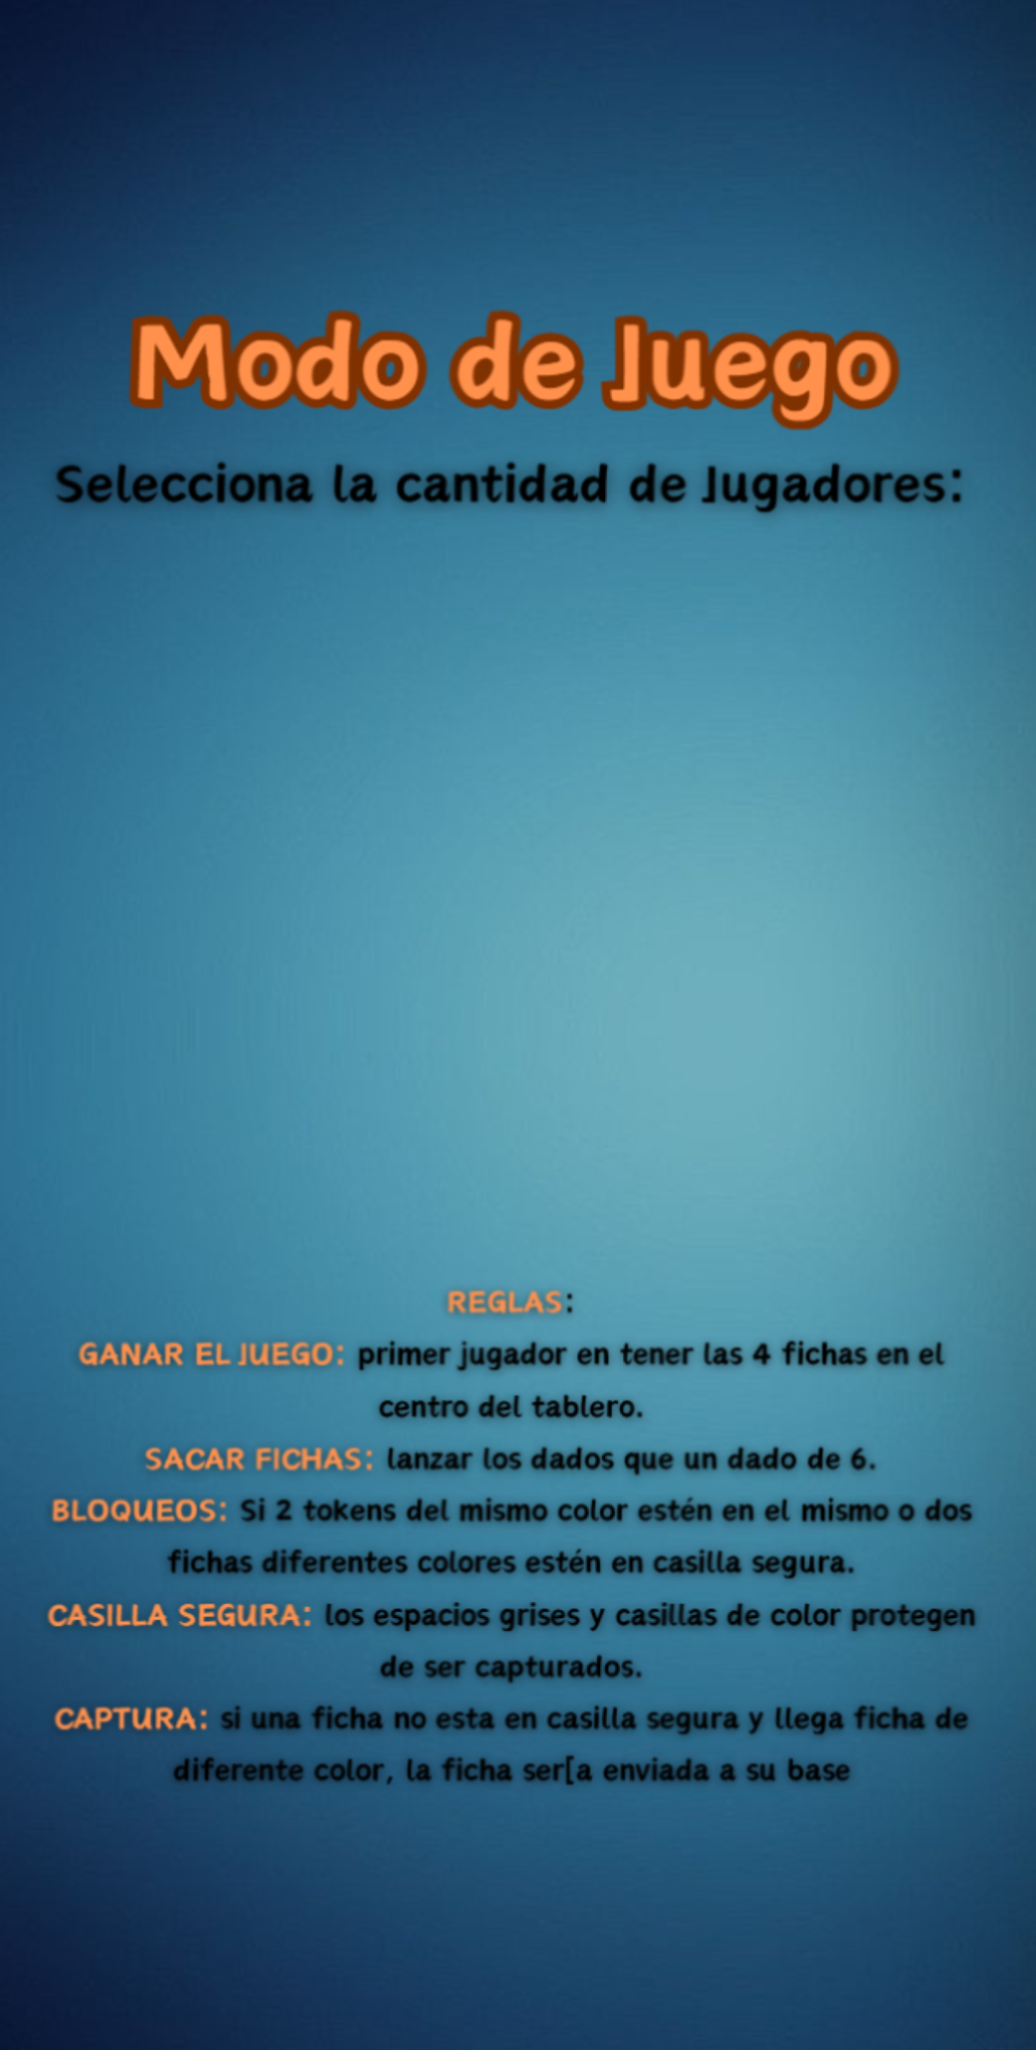 Modo de Juego
Selecciona la cantidad de Jugadores:
REGLAS:
GANAR EL JUEGO: primer jugador en tener las 4 fichas en el
centro del tablero.
SACAR FICHAS: lanzar los dados que un dado de 6.
BLOQUEOS: Si 2 tokens del mismo color estén en el mismo o dos
fichas diferentes colores estén en casilla segura.
CASILLA SEGURA: los espacios grises y casillas de color protegen
de ser capturados.
CAPTURA: si una ficha no esta en casilla segura y llega ficha de
diferente color, la ficha ser[a enviada a su base